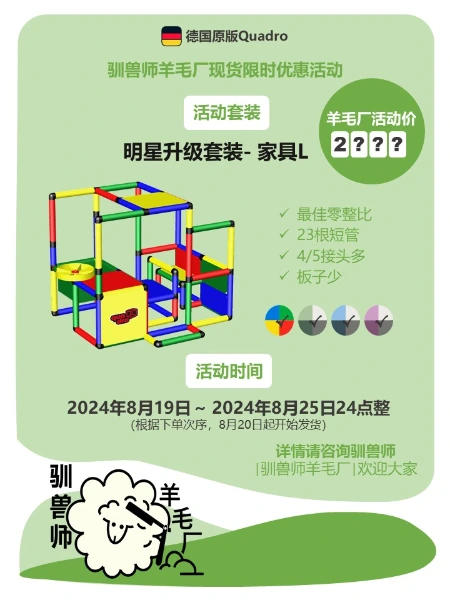 德国原版Quadro
驯兽师羊毛厂现货限时优惠活动
活动套装
羊毛厂活动价
2???
明星升级套装- 家具L
✓ 最佳零整比
✓ 23根短管
✓ 4/5接头多
✓ 板子少
活动时间
2024年8月19日 ~ 2024年8月25日24点整
(根据下单次序，8月20日起开始发货)
详情请咨询驯兽师
|驯兽师羊毛厂|欢迎大家
驯兽师
羊毛厂